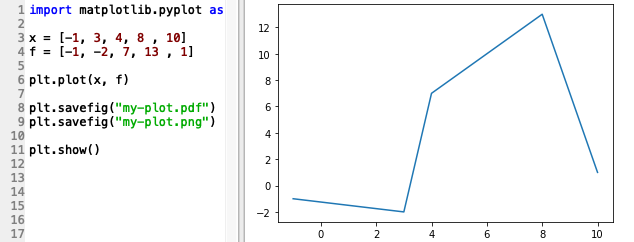 1 import matplotlib.pyplot as
2
3 x = [-1, 3, 4, 8 , 10]
4 f = [-1, -2, 7, 13 , 1]
5
6 plt.plot(x, f)
7
8 plt.savefig("my-plot.pdf")
9 plt.savefig("my-plot.png")
10
11 plt.show()
12
13
14
15
16
17
12
10
8
6
4
2
0
−2
0 2 4 6 8 10